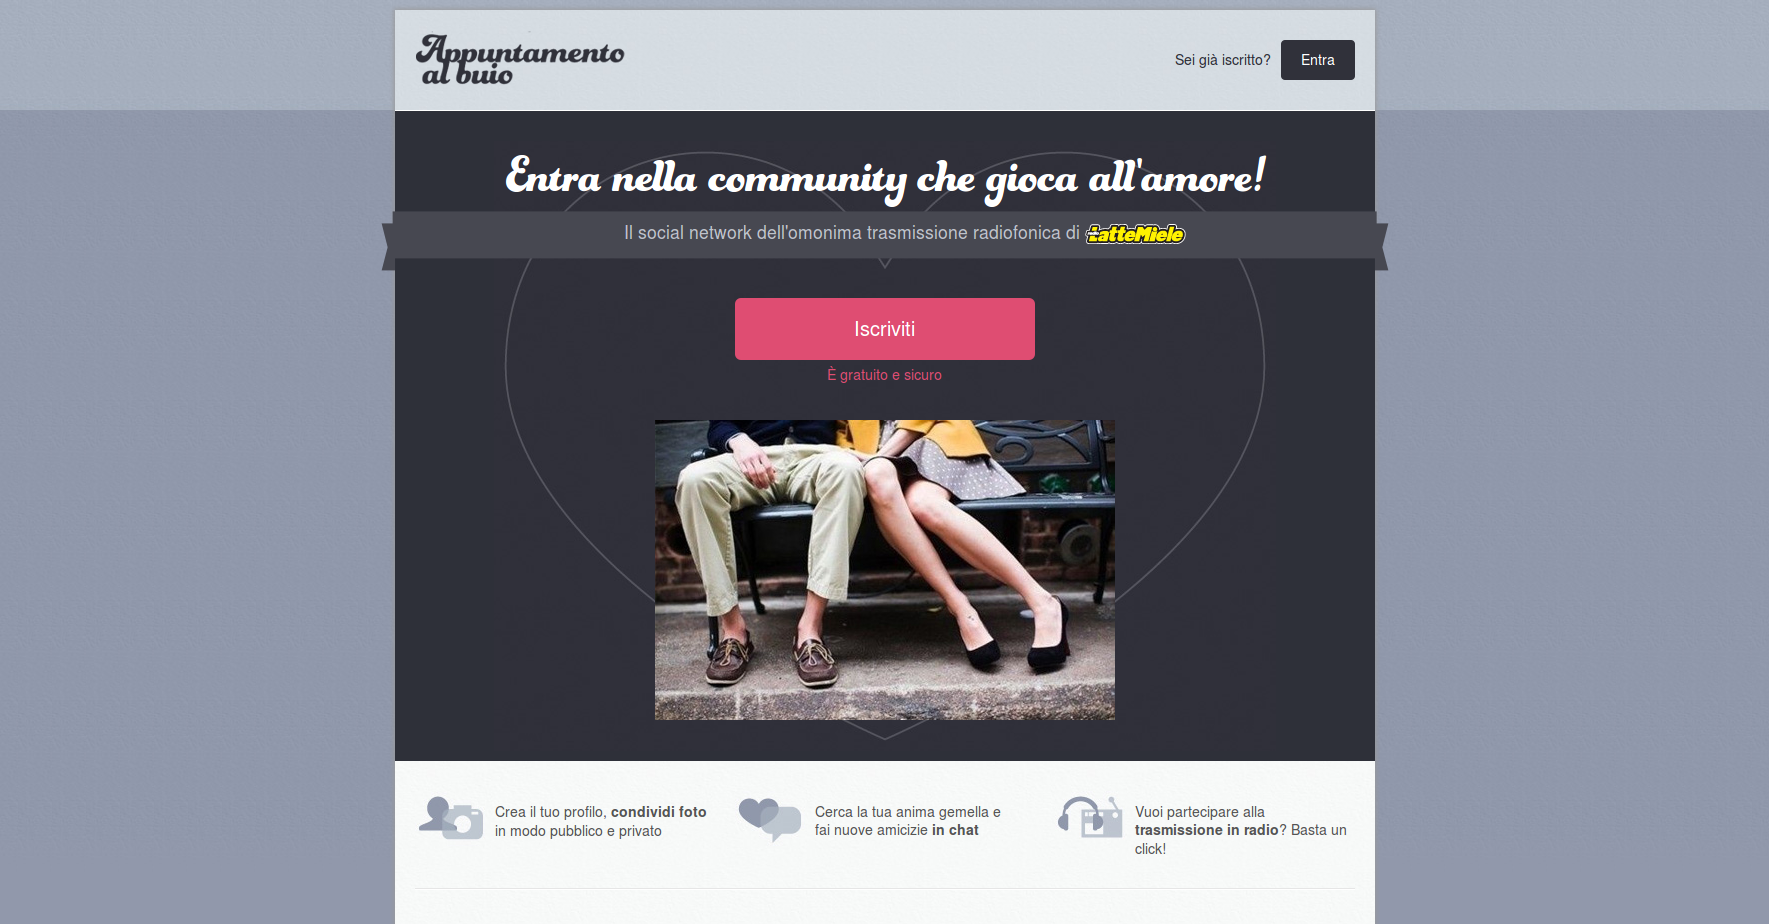 Appuntamento
al buio
Sei già iscritto?
Entra
Entra nella community che gioca all'amore!
Il social network dell'omonima trasmissione radiofonica di LatteMiele
Iscriviti
È gratuito e sicuro
Crea il tuo profilo, condividi foto
in modo pubblico e privato
Cerca la tua anima gemella e
fai nuove amicizie in chat
Vuoi partecipare alla
trasmissione in radio? Basta un
click!